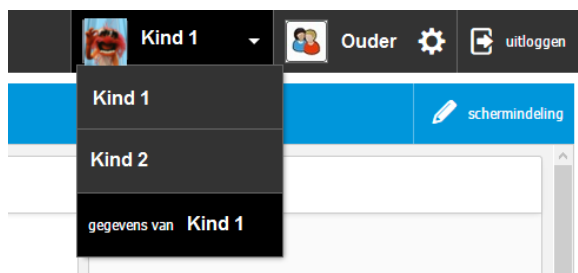 Kind 1
Ouder
uitloggen
Kind 1
schermindeling
Kind 2
gegevens van Kind 1